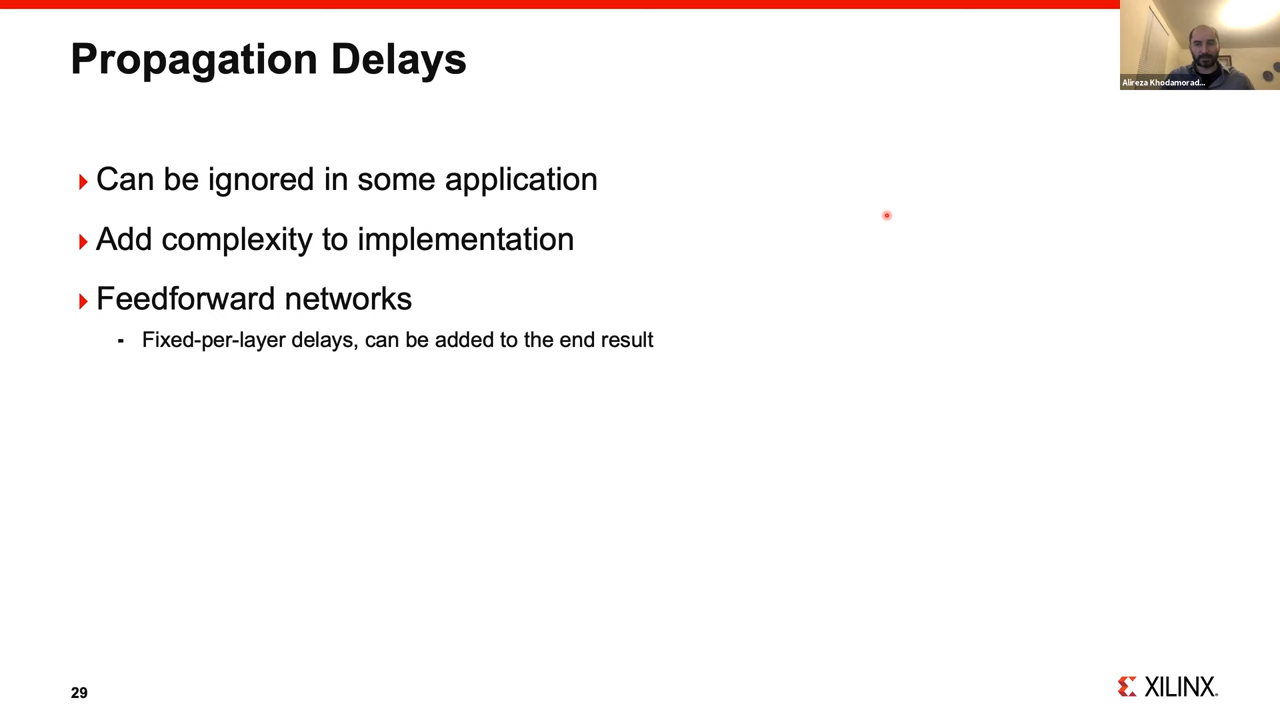 Propagation Delays
Alireza Khodamorad...
Can be ignored in some application
Add complexity to implementation
Feedforward networks
- Fixed-per-layer delays, can be added to the end result
29
XILINX.